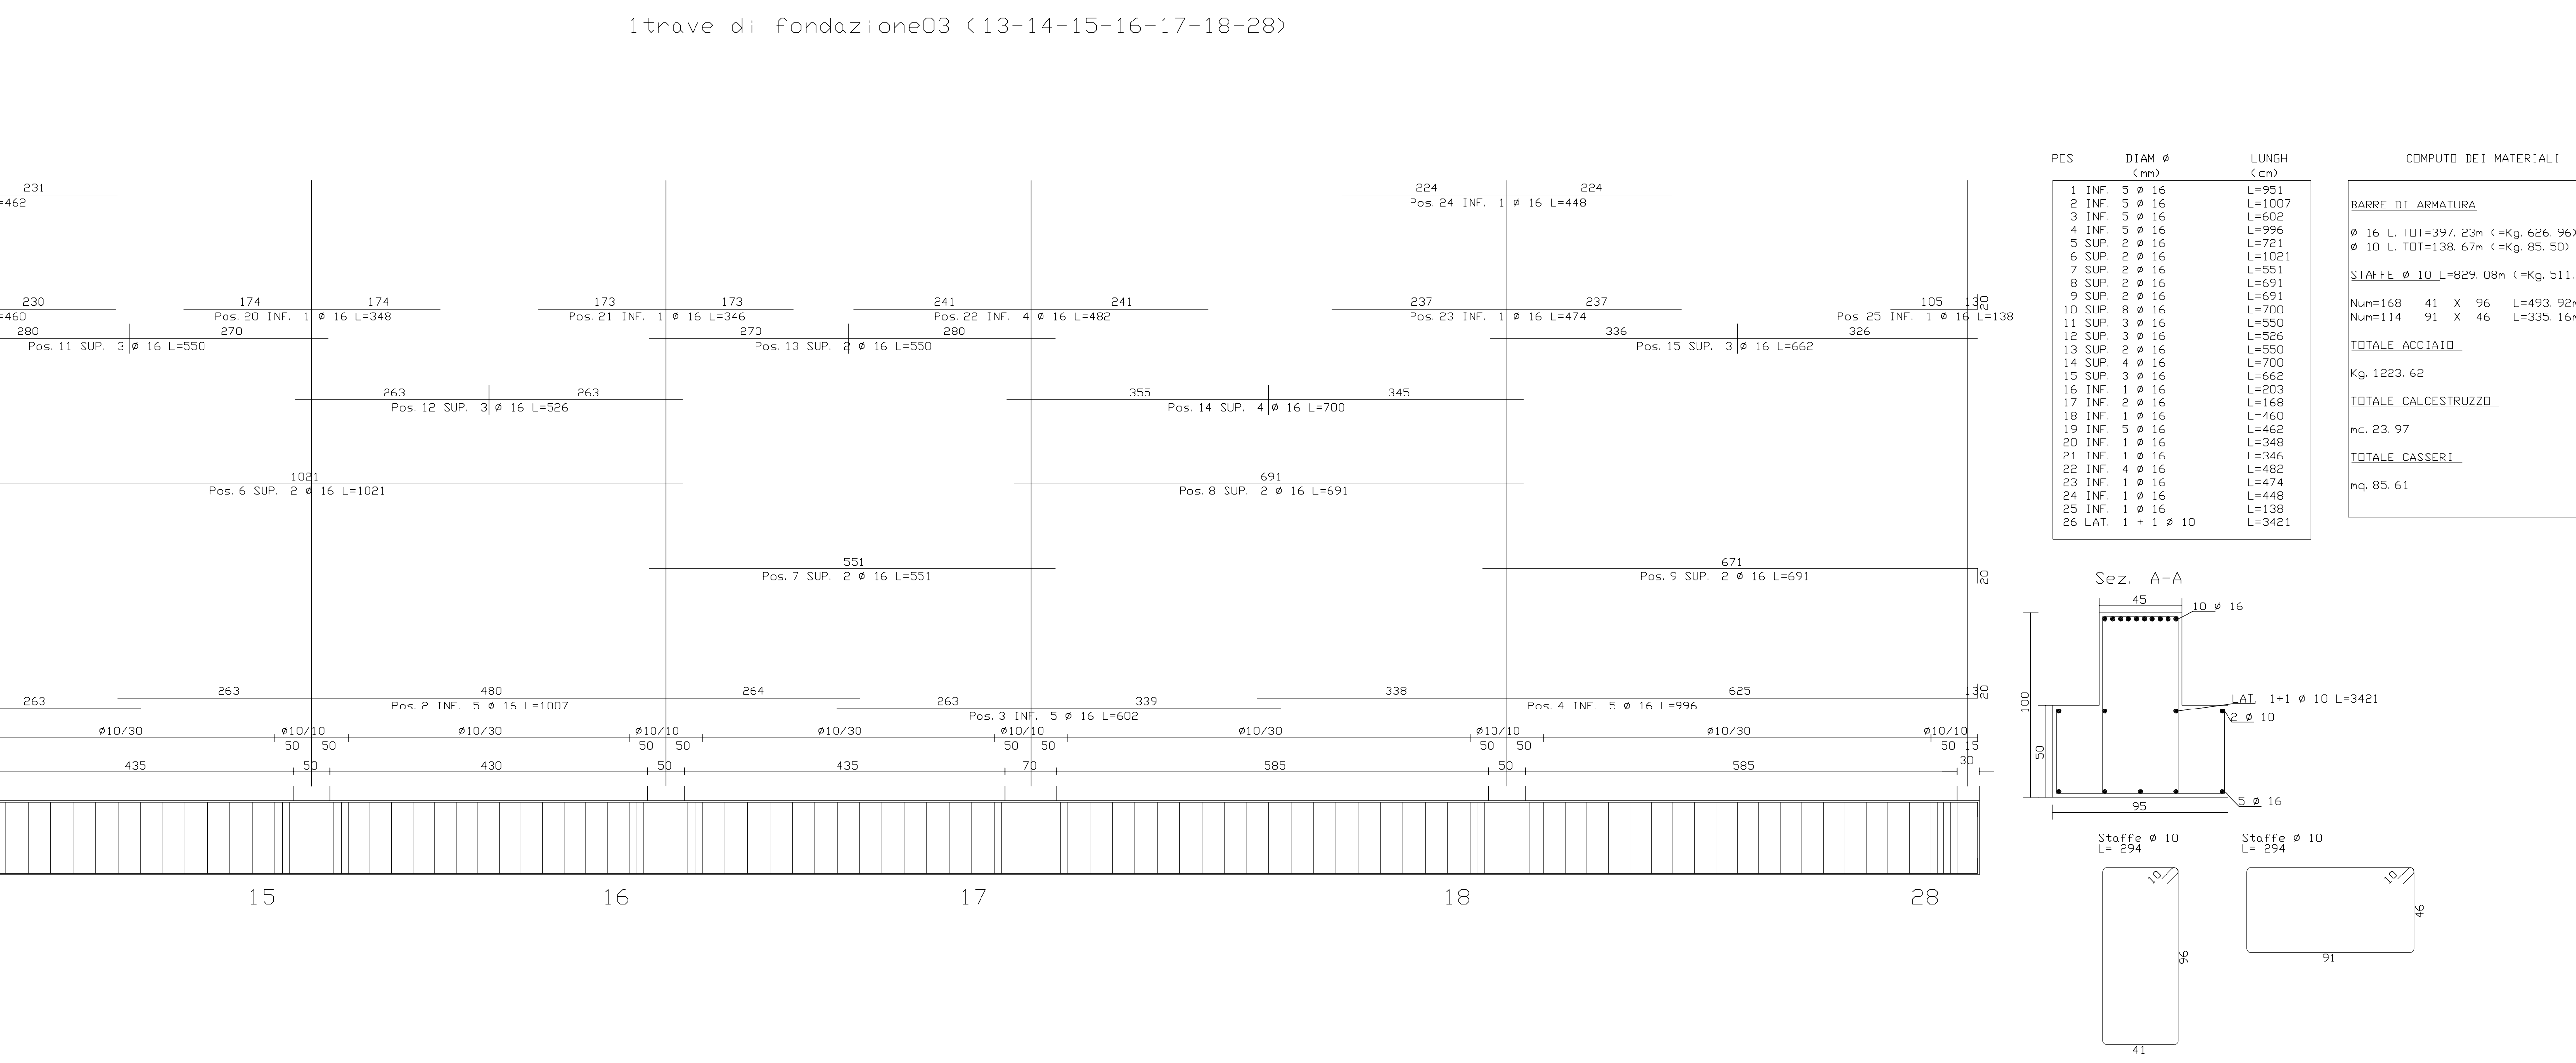 1trave di fondazione03 (13-14-15-16-17-18-28)
231
=462
224 224
Pos. 24 INF. 1 ø 16 L=448
230
=460
174 174
Pos. 20 INF. 1 ø 16 L=348
173 173
Pos. 21 INF. 1 ø 16 L=346
241 241
Pos. 22 INF. 4 ø 16 L=482
237 237
Pos. 23 INF. 1 ø 16 L=474
105 13 20
Pos. 25 INF. 1 ø 16 L=138
280 270
Pos. 11 SUP. 3 ø 16 L=550
270 280
Pos. 13 SUP. 2 ø 16 L=550
336 326
Pos. 15 SUP. 3 ø 16 L=662
263 263
Pos. 12 SUP. 3 ø 16 L=526
355 345
Pos. 14 SUP. 4 ø 16 L=700
1021
Pos. 6 SUP. 2 ø 16 L=1021
691
Pos. 8 SUP. 2 ø 16 L=691
551
Pos. 7 SUP. 2 ø 16 L=551
671 20
Pos. 9 SUP. 2 ø 16 L=691
263 480 264
Pos. 2 INF. 5 ø 16 L=1007
338 625 13 20
Pos. 4 INF. 5 ø 16 L=996
263
263 339
Pos. 3 INF. 5 ø 16 L=602
ø10/30 ø10/10 ø10/30 ø10/10 ø10/30 ø10/10 ø10/30 ø10/10 ø10/30 ø10/10
50 50 50 50 50 50 50 50 50 15
435 50 430 50 435 70 585 50 585 30
15 16 17 18 28
POS DIAM ø LUNGH
(mm) (cm)
1 INF. 5 ø 16 L=951
2 INF. 5 ø 16 L=1007
3 INF. 5 ø 16 L=602
4 INF. 5 ø 16 L=996
5 SUP. 2 ø 16 L=721
6 SUP. 2 ø 16 L=1021
7 SUP. 2 ø 16 L=551
8 SUP. 2 ø 16 L=691
9 SUP. 2 ø 16 L=691
10 SUP. 8 ø 16 L=700
11 SUP. 3 ø 16 L=550
12 SUP. 3 ø 16 L=526
13 SUP. 2 ø 16 L=550
14 SUP. 4 ø 16 L=700
15 SUP. 3 ø 16 L=662
16 INF. 1 ø 16 L=203
17 INF. 2 ø 16 L=168
18 INF. 1 ø 16 L=460
19 INF. 5 ø 16 L=462
20 INF. 1 ø 16 L=348
21 INF. 1 ø 16 L=346
22 INF. 4 ø 16 L=482
23 INF. 1 ø 16 L=474
24 INF. 1 ø 16 L=448
25 INF. 1 ø 16 L=138
26 LAT. 1 + 1 ø 10 L=3421
COMPUTO DEI MATERIALI
BARRE DI ARMATURA
ø 16 L. TOT=397. 23m (=Kg. 626. 96)
ø 10 L. TOT=138. 67m (=Kg. 85. 50)
STAFFE ø 10 L=829. 08m (=Kg. 511.
Num=168 41 X 96 L=493. 92m
Num=114 91 X 46 L=335. 16m
TOTALE ACCIAIO
Kg. 1223. 62
TOTALE CALCESTRUZZO
mc. 23. 97
TOTALE CASSERI
mq. 85. 61
Sez. A-A
45
10 ø 16
100
50
LAT. 1+1 ø 10 L=3421
2 ø 10
5 ø 16
95
Staffe ø 10
L= 294
10
96
41
Staffe ø 10
L= 294
10
46
91